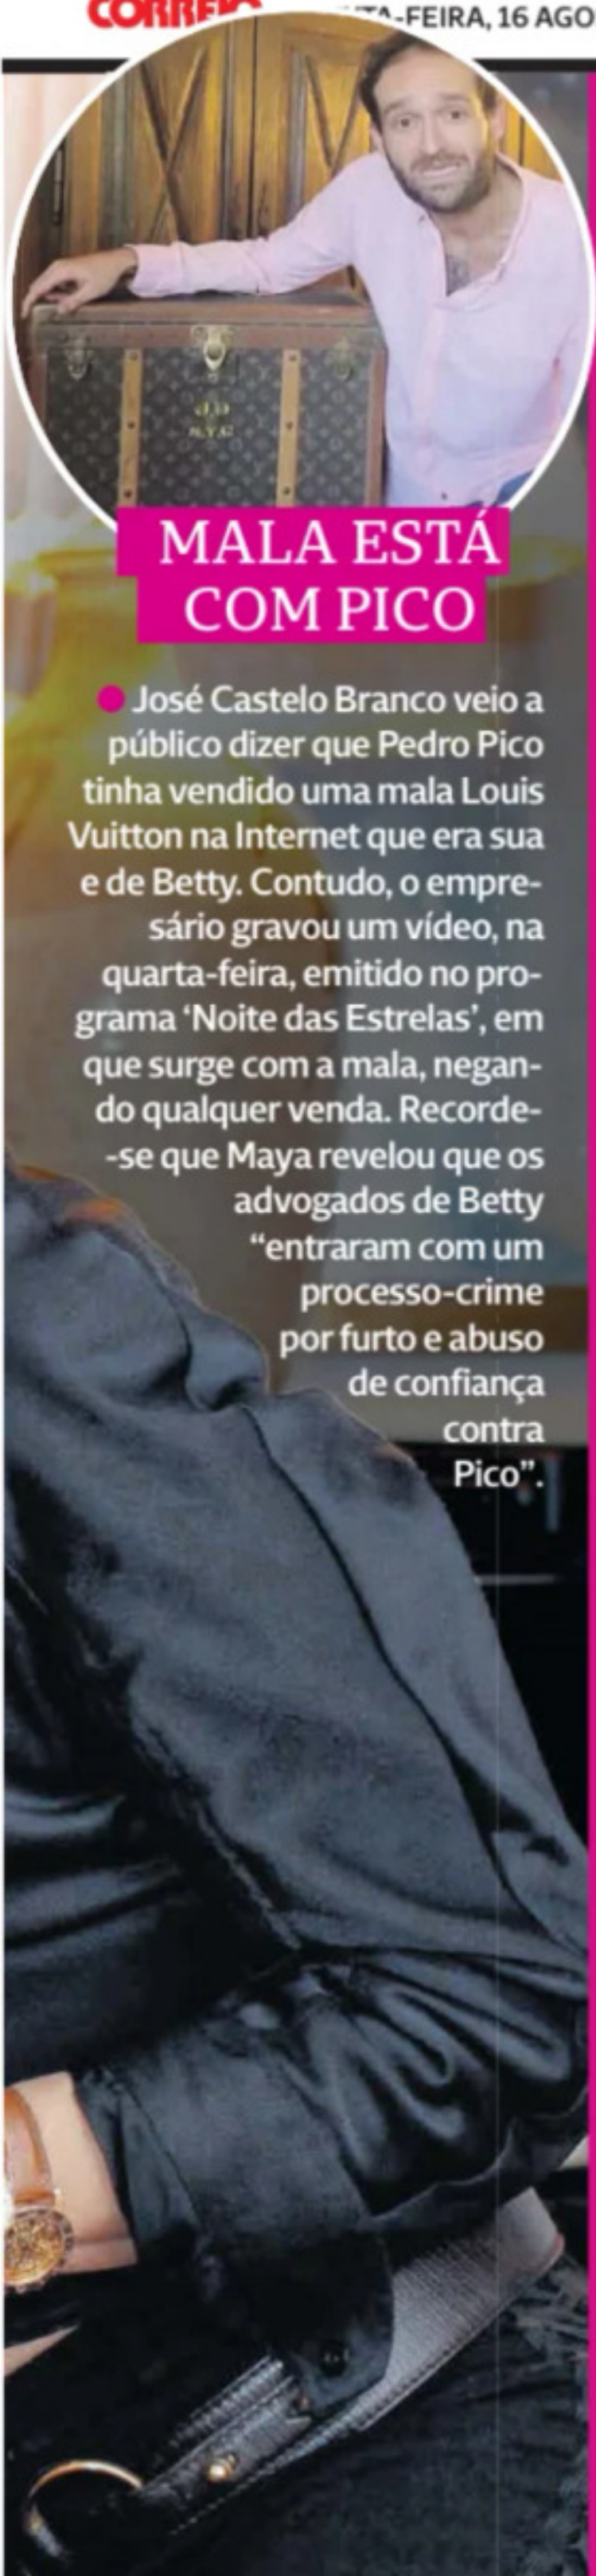 CORREIO
-FEIRA, 16 AGO
MALA ESTÁ
COM PICO
● José Castelo Branco veio a
público dizer que Pedro Pico
tinha vendido uma mala Louis
Vuitton na Internet que era sua
e de Betty. Contudo, o empre-
sário gravou um vídeo, na
quarta-feira, emitido no pro-
grama ‘Noite das Estrelas’, em
que surge com a mala, negan-
do qualquer venda. Recorde-
-se que Maya revelou que os
advogados de Betty
“entraram com um
processo-crime
por furto e abuso
de confiança
contra
Pico”.